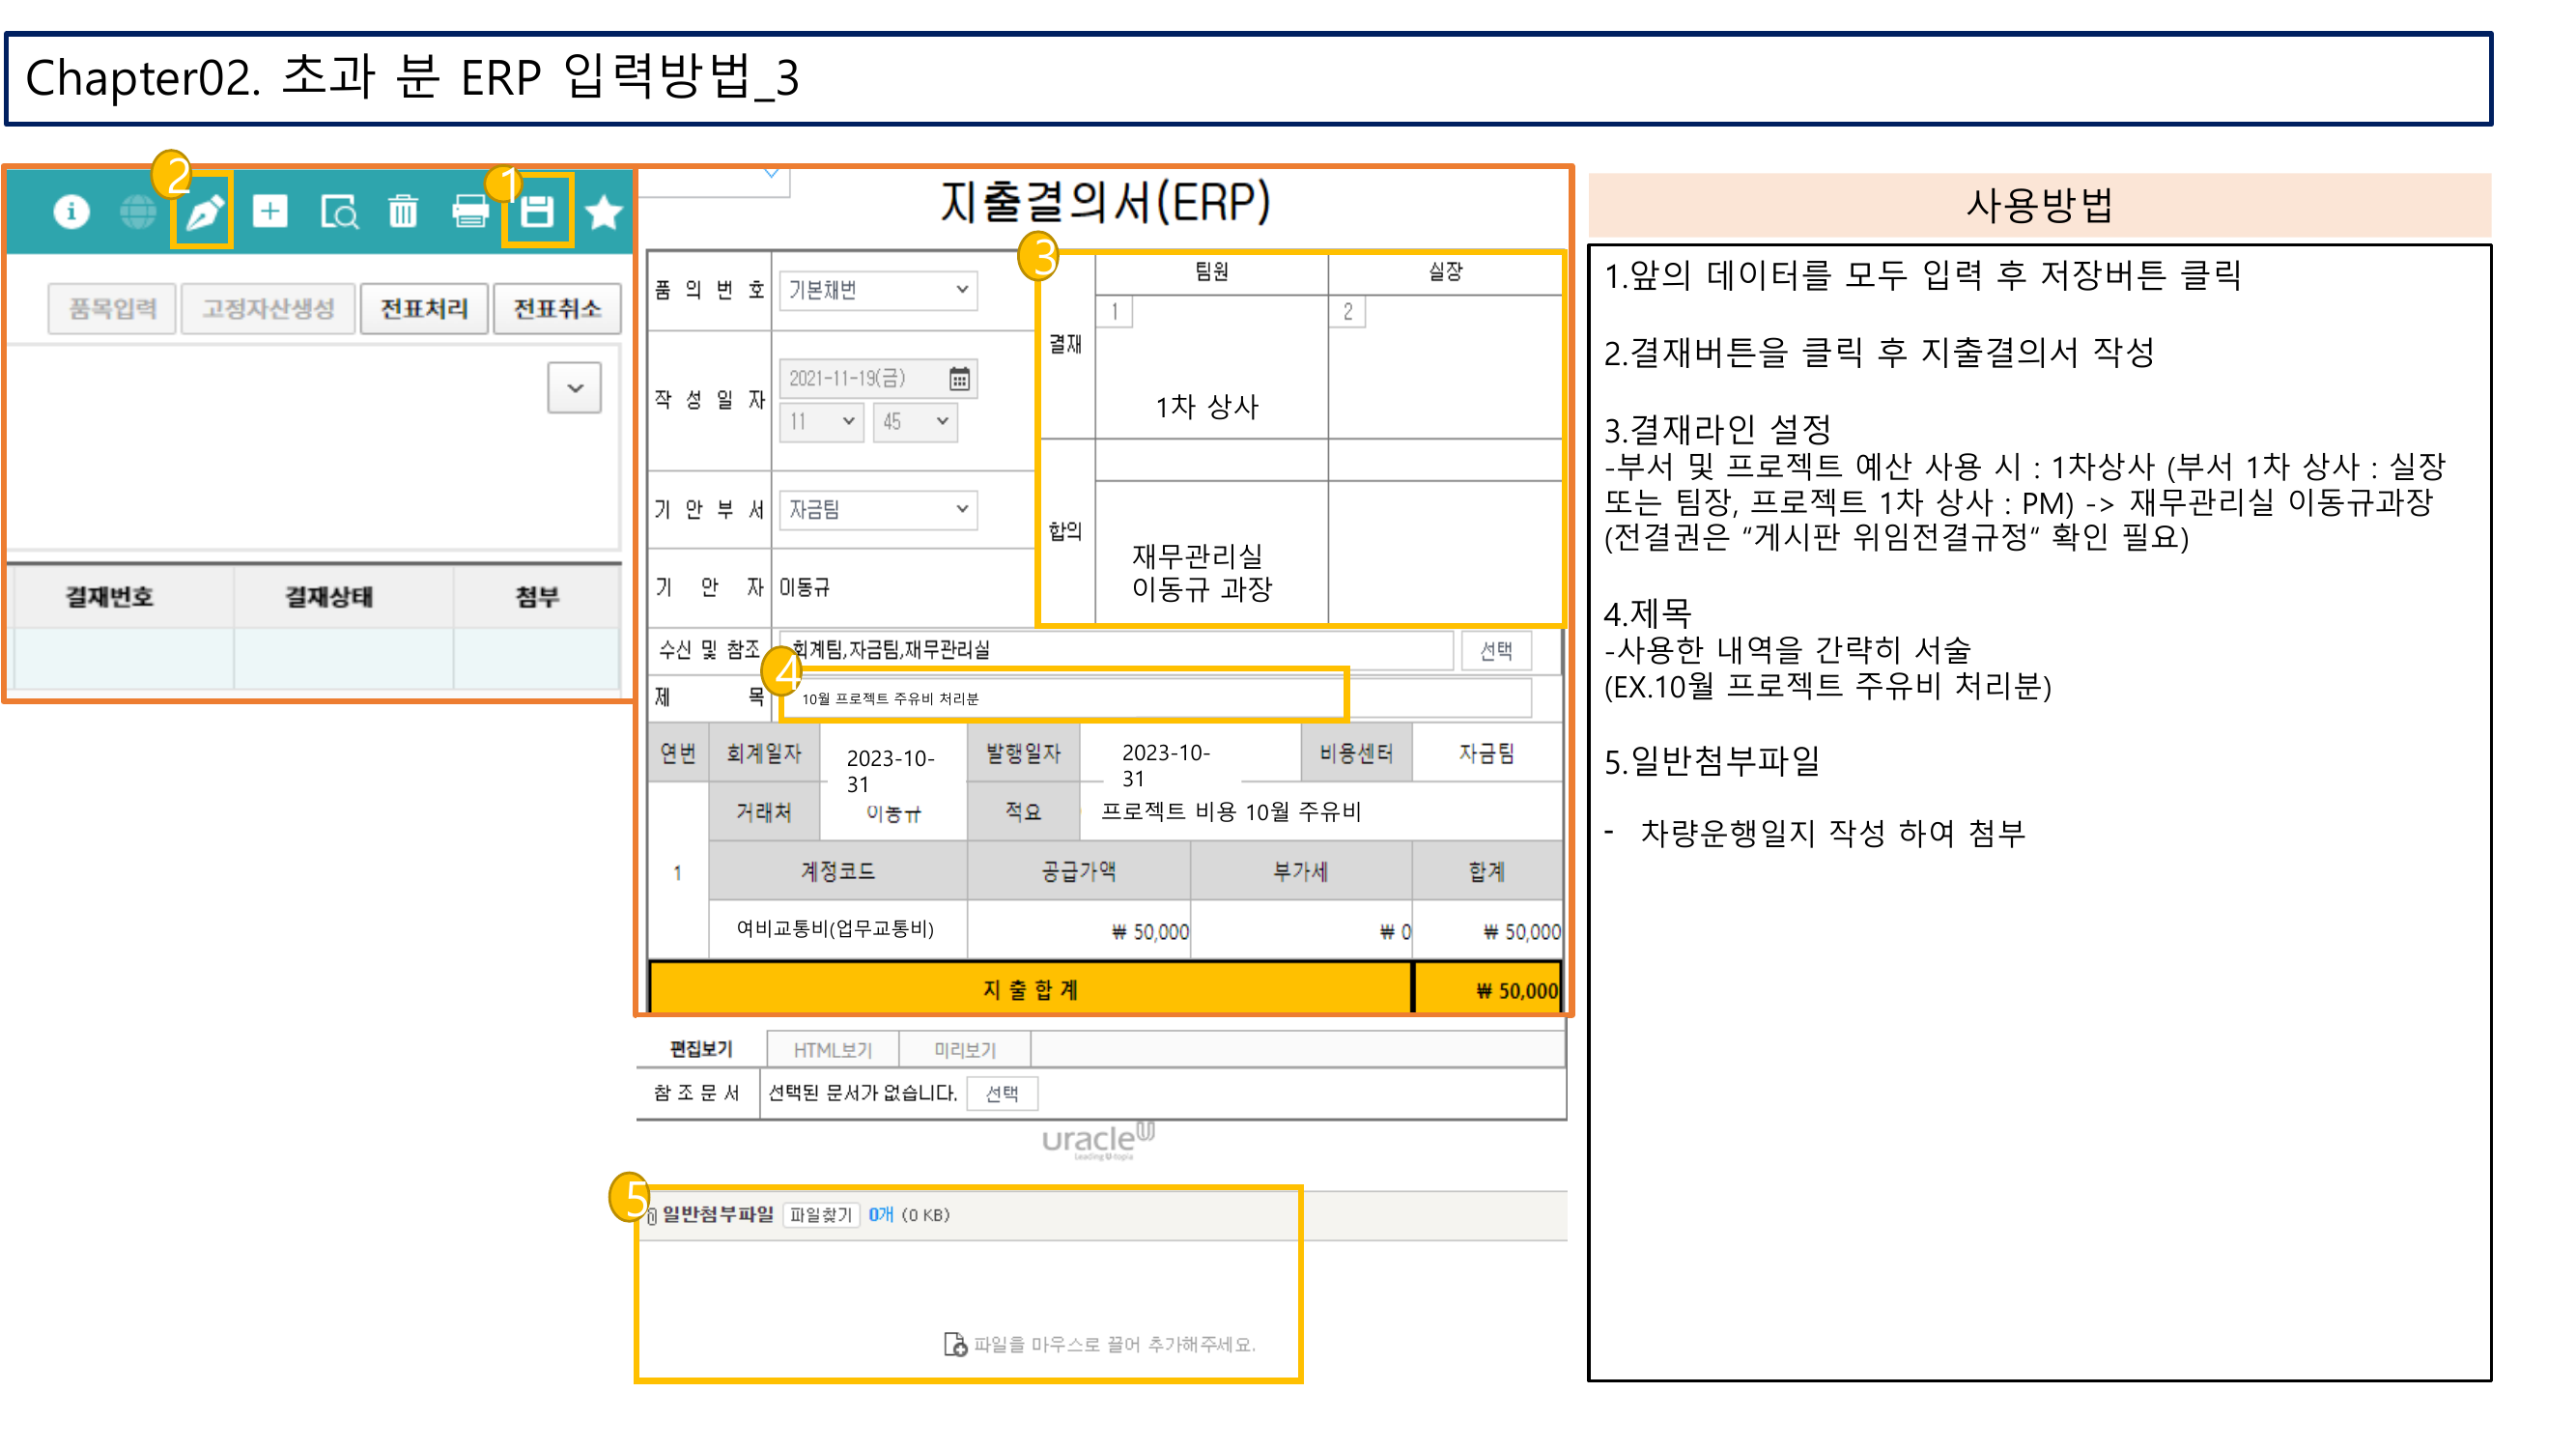 Chapter02. 초과 분 ERP 입력방법_3
2
1
품목입력 고정자산생성 전표처리 전표취소
결재번호 결재상태 첨부
지출결의서(ERP)
3
품 의 번 호 기본채번
작 성 일 자 2021-11-19(금)
11 45
기 안 부 서 자금팀
기 안 자 이동규
팀원 실장
결재 1 2
1차 상사
합의
재무관리실
이동규 과장
수신 및 참조 회계팀,자금팀,재무관리실 선택
4
제 목 10월 프로젝트 주유비 처리분
연번 회계일자 2023-10-
31 발행일자 2023-10-
31 비용센터 자금팀
거래처 이동규 적요 프로젝트 비용 10월 주유비
1 계정코드 공급가액 부가세 합계
여비교통비(업무교통비) ₩ 50,000 ₩ 0 ₩ 50,000
지 출 합 계 ₩ 50,000
편집보기 HTML보기 미리보기
참 조 문 서 선택된 문서가 없습니다. 선택
uracle U
Leading U-topia
5
일반첨부파일 파일찾기 0개 (0 KB)
파일을 마우스로 끌어 추가해주세요.
사용방법
1.앞의 데이터를 모두 입력 후 저장버튼 클릭
2.결재버튼을 클릭 후 지출결의서 작성
3.결재라인 설정
-부서 및 프로젝트 예산 사용 시 : 1차상사 (부서 1차 상사 : 실장
또는 팀장, 프로젝트 1차 상사 : PM) -> 재무관리실 이동규과장
(전결권은 “게시판 위임전결규정“ 확인 필요)
4.제목
-사용한 내역을 간략히 서술
(EX.10월 프로젝트 주유비 처리분)
5.일반첨부파일
- 차량운행일지 작성 하여 첨부